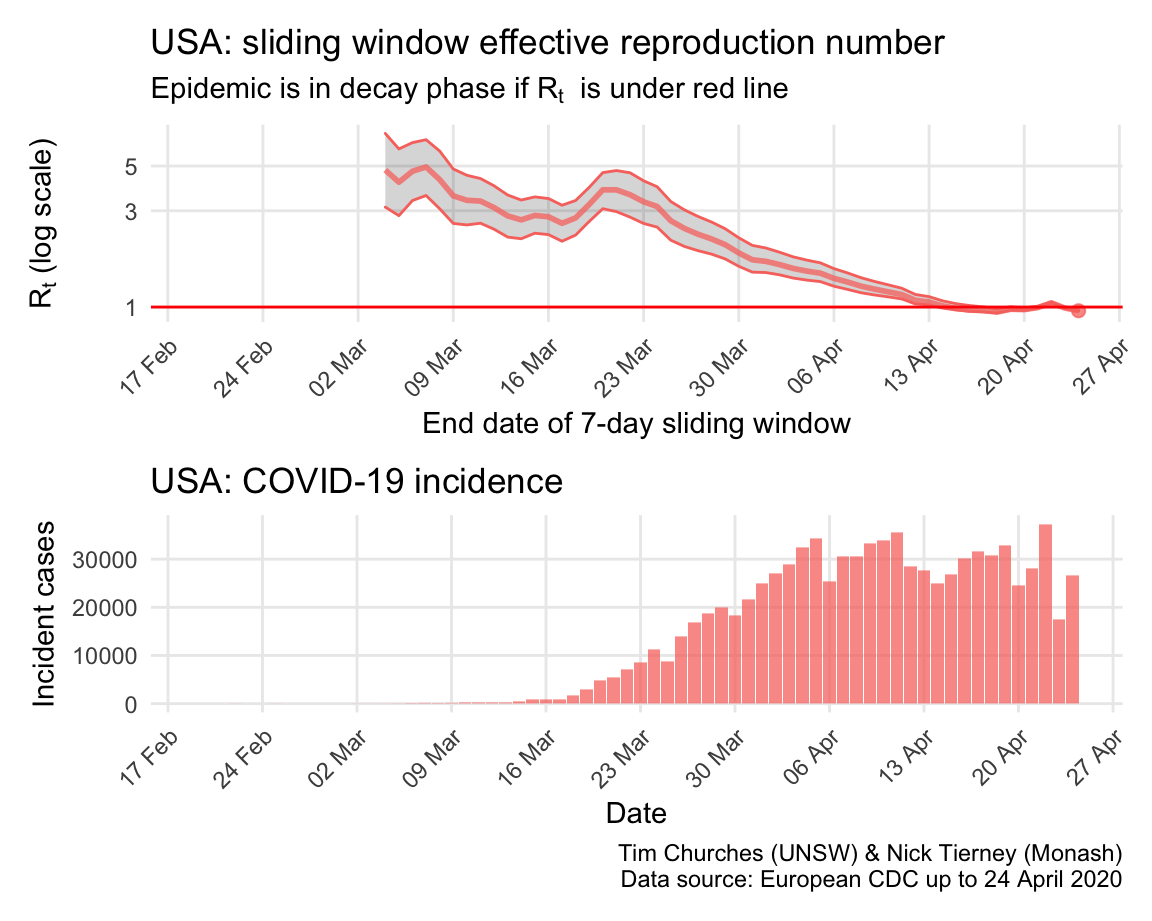 USA: sliding window effective reproduction number
Epidemic is in decay phase if Rt is under red line
Rt (log scale)
5
3
1
17 Feb
24 Feb
02 Mar
09 Mar
16 Mar
23 Mar
30 Mar
06 Apr
13 Apr
20 Apr
27 Apr
End date of 7-day sliding window
USA: COVID-19 incidence
Incident cases
30000
20000
10000
0
17 Feb
24 Feb
02 Mar
09 Mar
16 Mar
23 Mar
30 Mar
06 Apr
13 Apr
20 Apr
27 Apr
Date
Tim Churches (UNSW) & Nick Tierney (Monash)
Data source: European CDC up to 24 April 2020